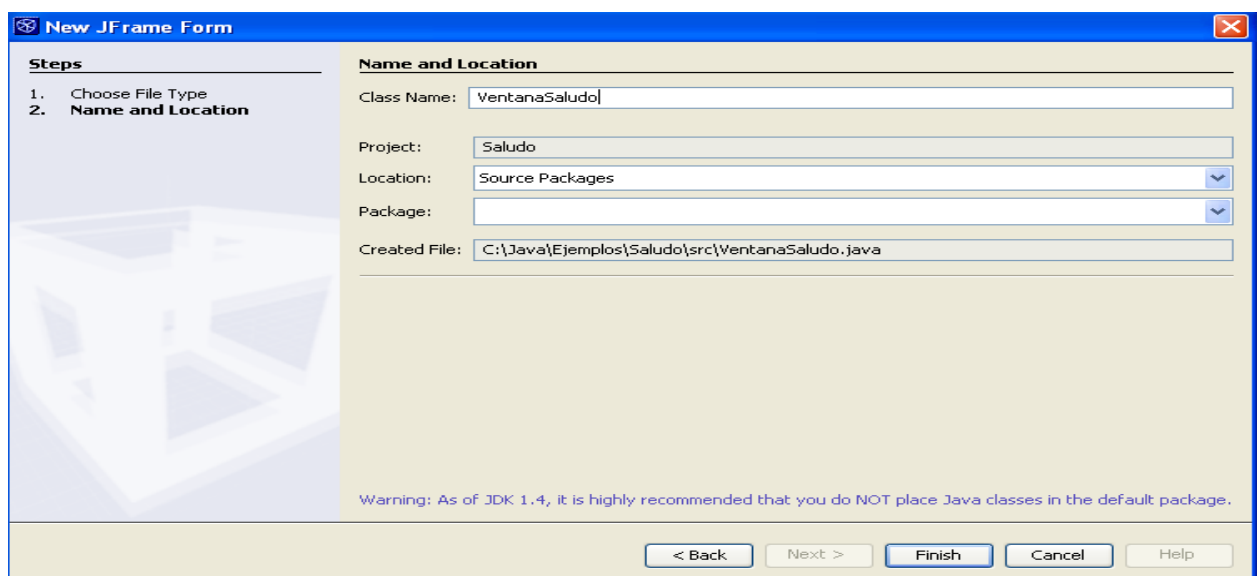 New JFrame Form
Steps
1. Choose File Type
2. Name and Location
Name and Location
Class Name: VentanaSaludo
Project: Saludo
Location: Source Packages
Package:
Created File: C:\Java\Ejemplos\Saludo\src\VentanaSaludo.java
Warning: As of JDK 1.4, it is highly recommended that you do NOT place Java classes in the default package.
< Back Next > Finish Cancel Help